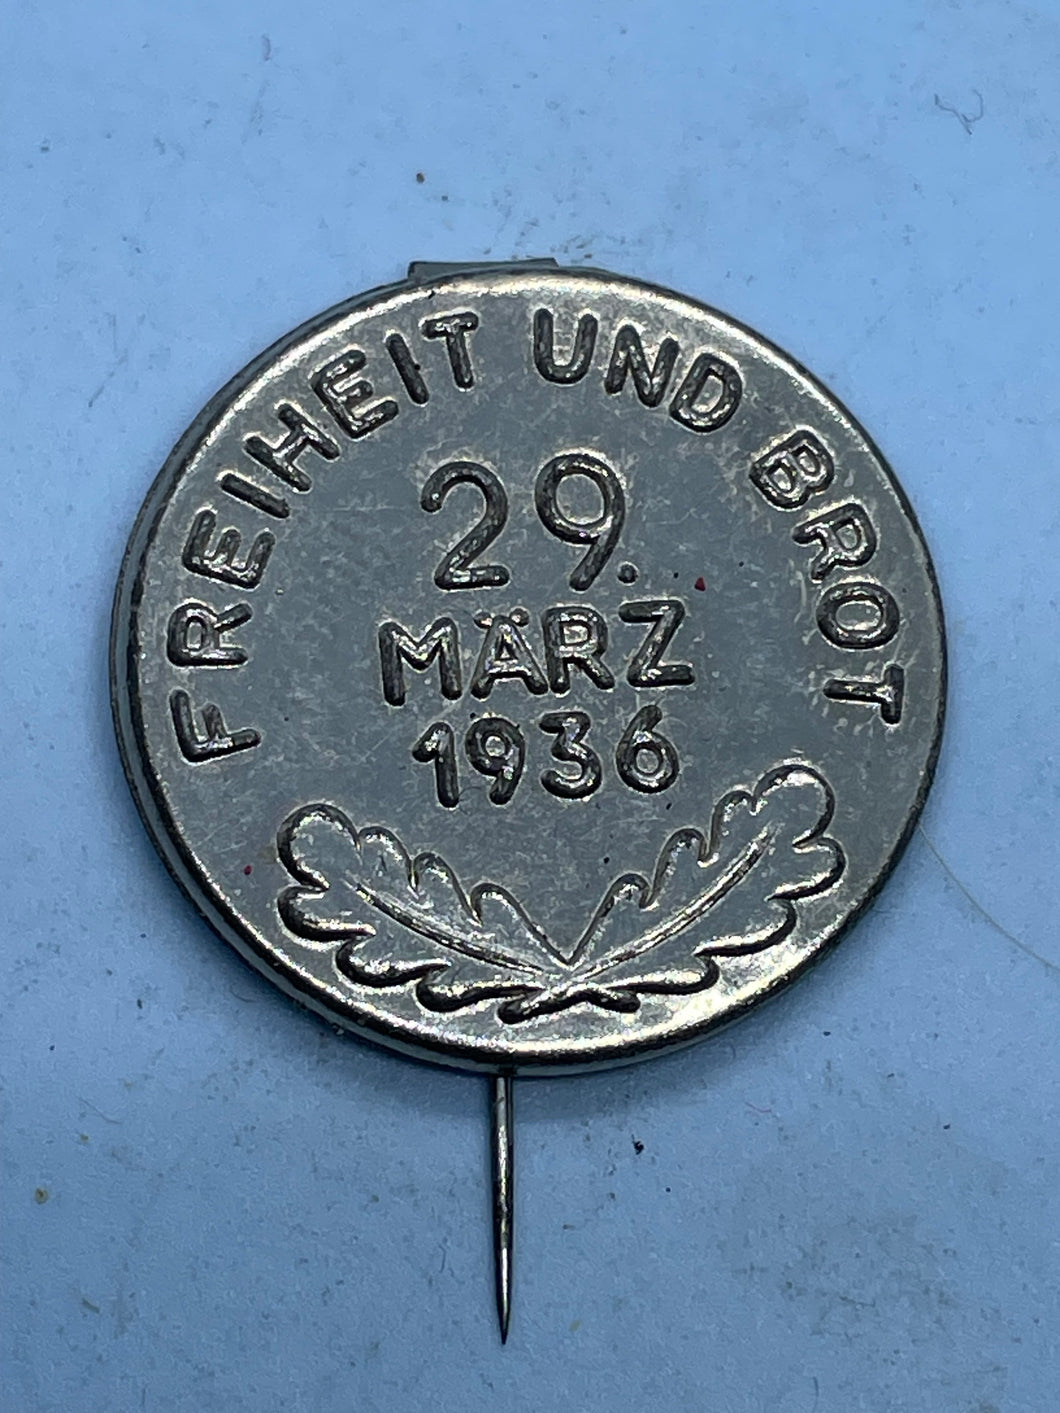 FREIHEIT UND BROT
29.
MÄRZ
1936